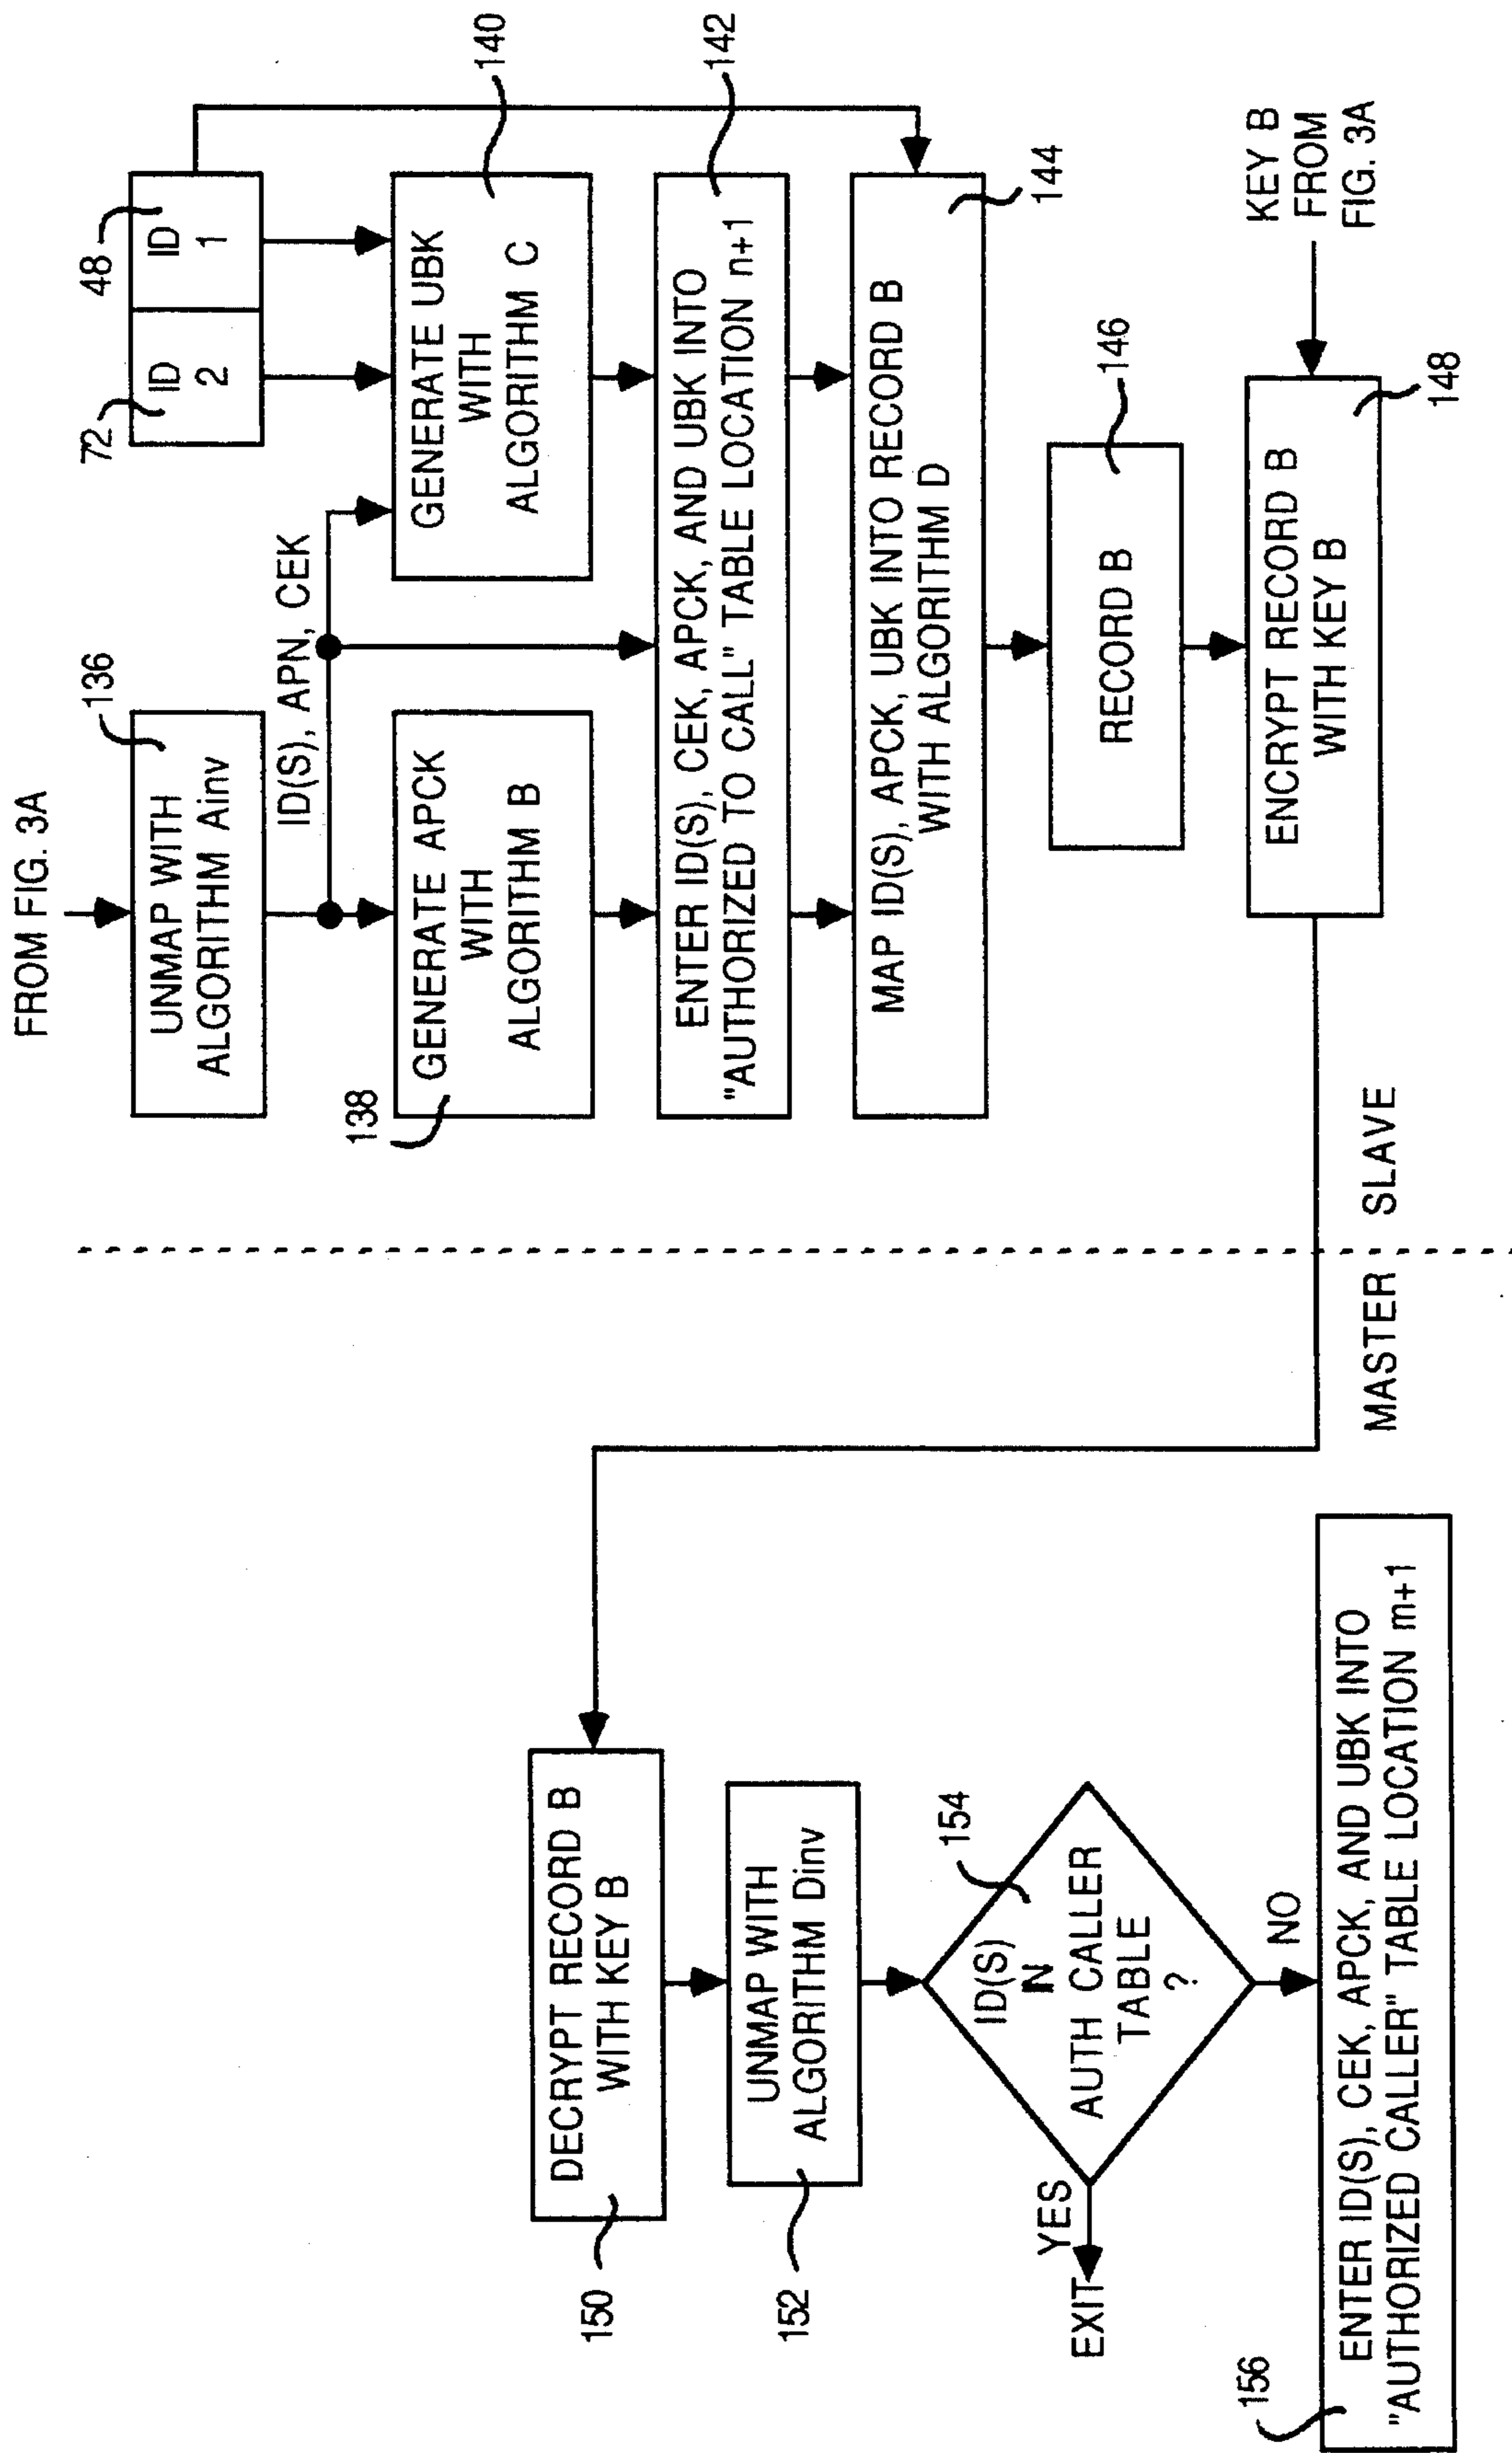 FROM FIG. 3A
136
UNMAP WITH
ALGORITHM Ainv
ID(S), APN, CEK
72
48
ID
2
ID
1
138
GENERATE APCK
WITH
ALGORITHM B
GENERATE UBK
WITH
ALGORITHM C
140
ENTER ID(S), CEK, APCK, AND UBK INTO
"AUTHORIZED TO CALL" TABLE LOCATION n+1
142
MAP ID(S), APCK, UBK INTO RECORD B
WITH ALGORITHM D
144
RECORD B
146
KEY B
FROM
FIG. 3A
ENCRYPT RECORD B
WITH KEY B
148
MASTER
SLAVE
DECRYPT RECORD B
WITH KEY B
150
UNMAP WITH
ALGORITHM Dinv
152
154
ID(S)
IN
AUTH CALLER
TABLE
?
YES
EXIT
NO
156
ENTER ID(S), CEK, APCK, AND UBK INTO
"AUTHORIZED CALLER" TABLE LOCATION m+1